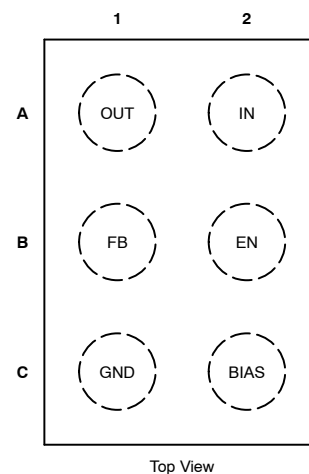 1 2
A OUT IN
B FB EN
C GND BIAS
Top View